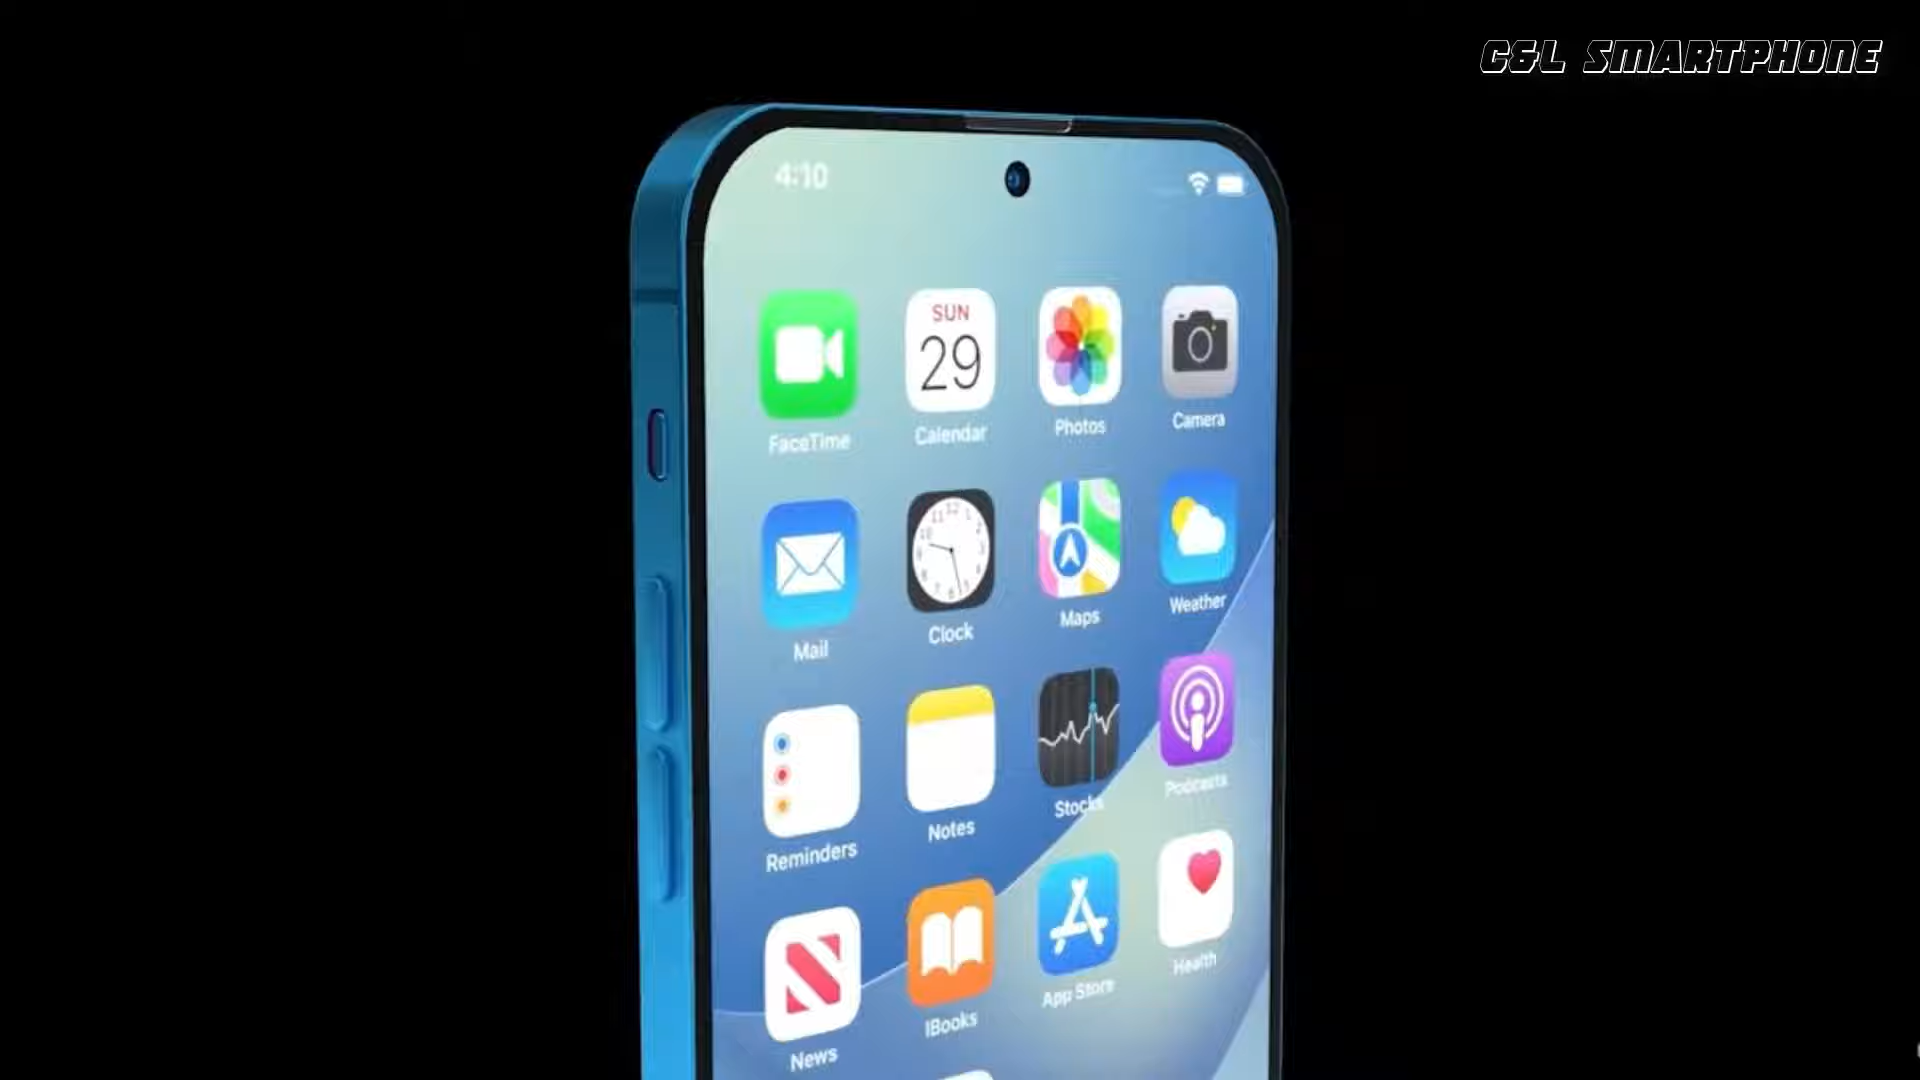 C&L SMARTPHONE
4:10
SUN
29
FaceTime
Calendar
Photos
Camera
Mail
Clock
Maps
Weather
Reminders
Notes
Stocks
Podcasts
News
IBooks
App Store
Health